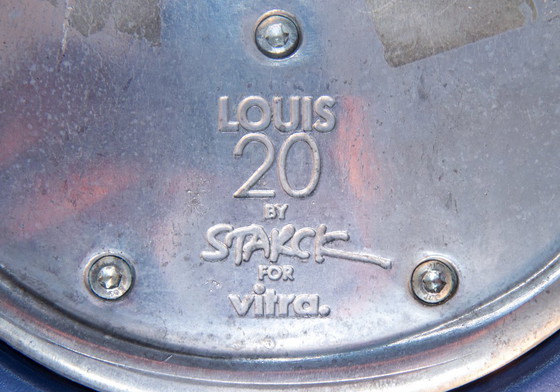 LOUIS
20
BY
STARCK
FOR
vitra.